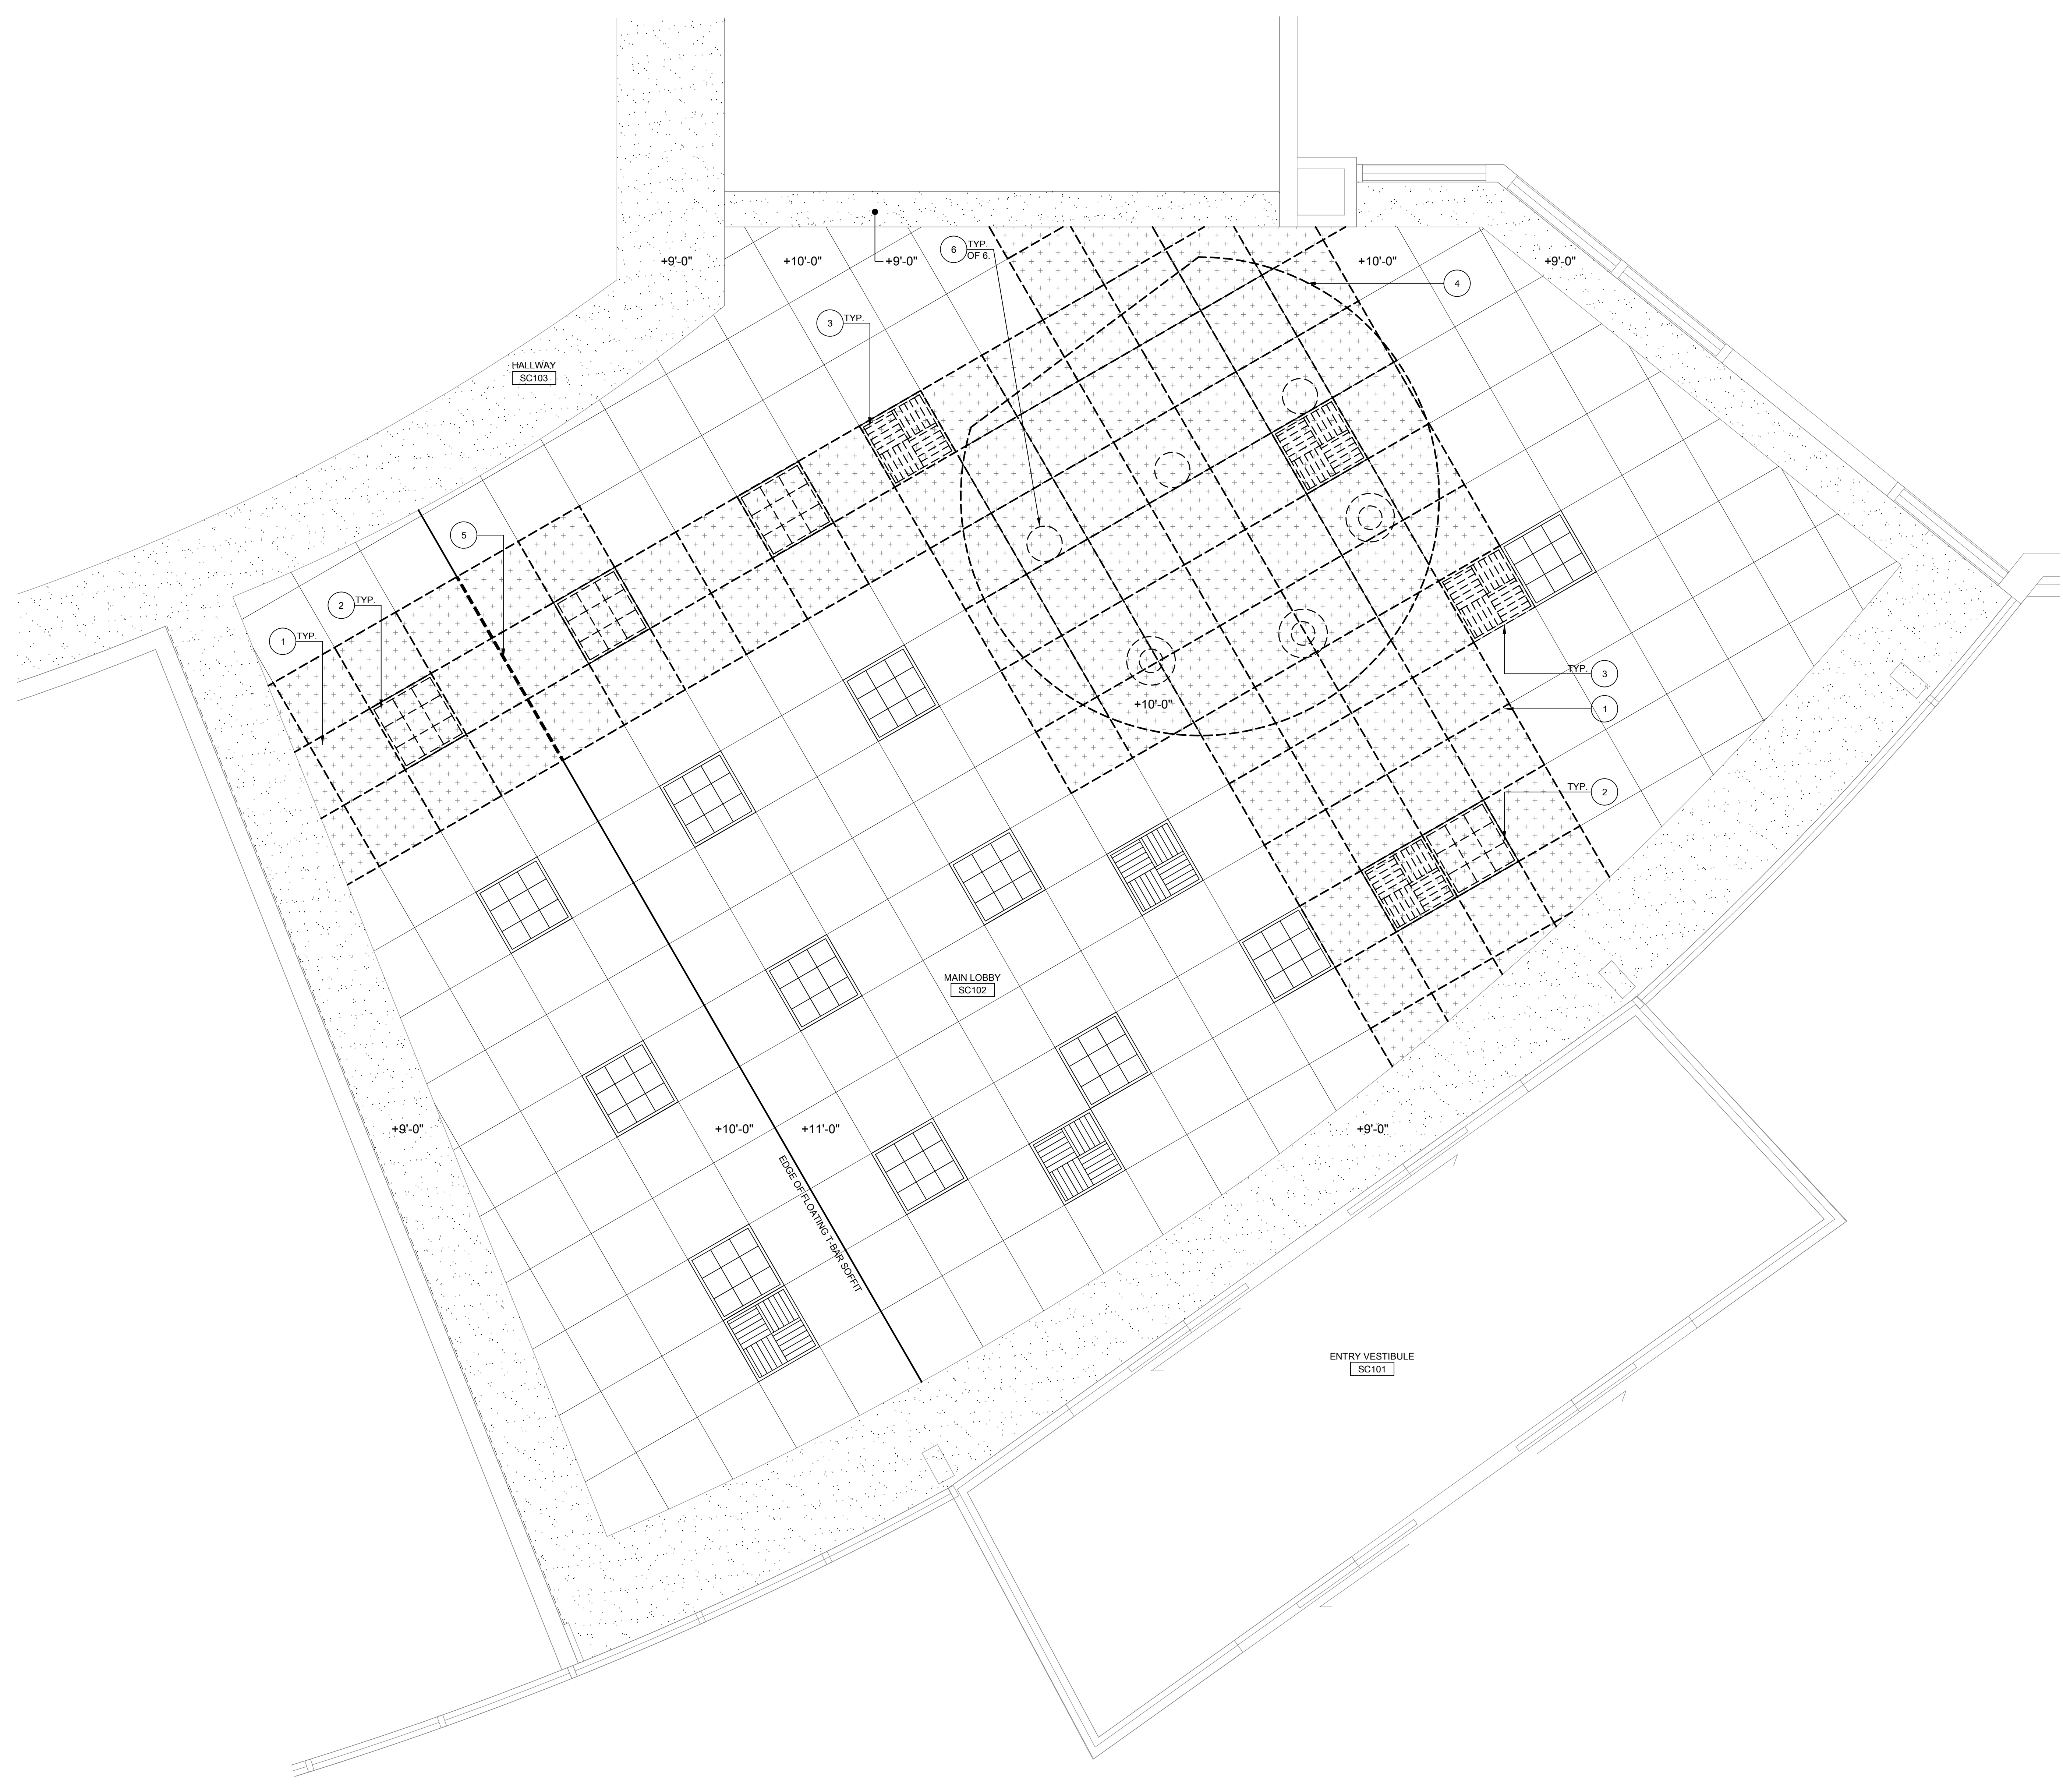 6
TYP.
OF 6.
+9'-0"
+10'-0"
+9'-0"
+10'-0"
+9'-0"
4
3
TYP.
HALLWAY
SC103
5
2
TYP.
1
TYP.
TYP.
3
1
+10'-0"
TYP.
2
MAIN LOBBY
SC102
+9'-0"
+10'-0"
+11'-0"
+9'-0"
EDGE OF FLOATING T-BAR SOFFIT
ENTRY VESTIBULE
SC101